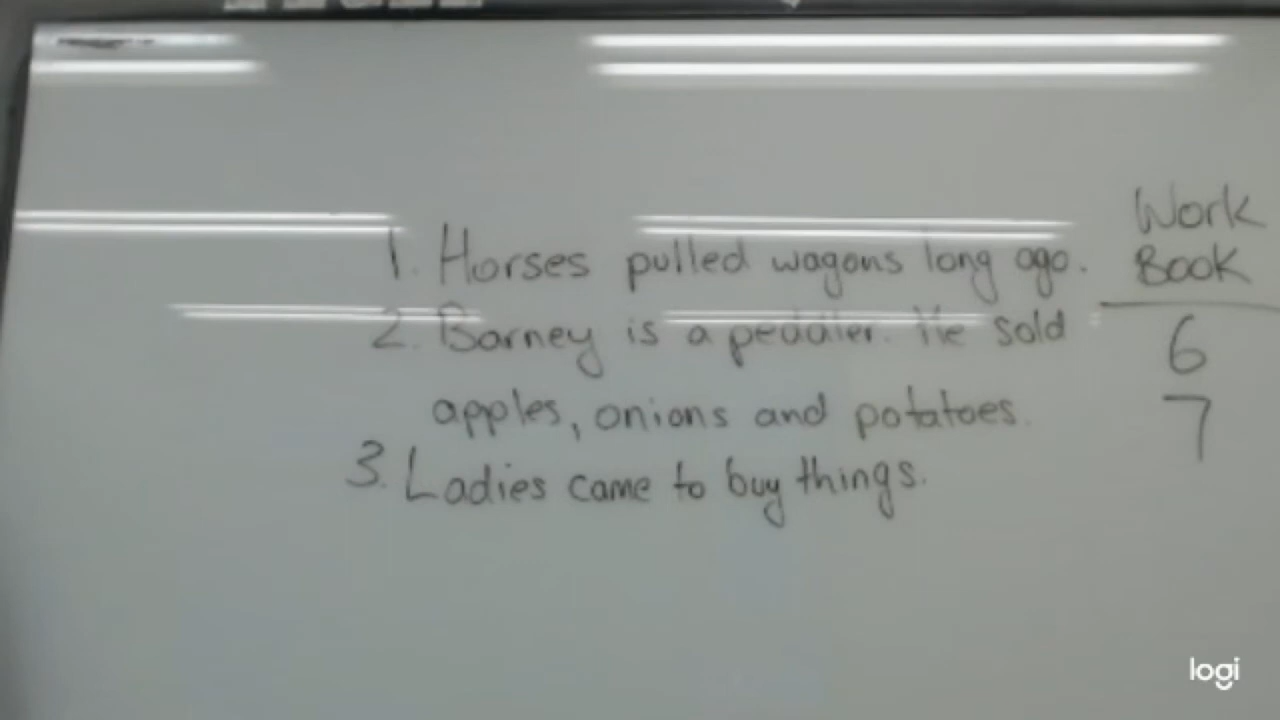 1. Horses pulled wagons long ago.
2. Barney is a peddler. He sold
apples, onions and potatoes.
3. Ladies came to buy things.
Work
Book
6
7
logi